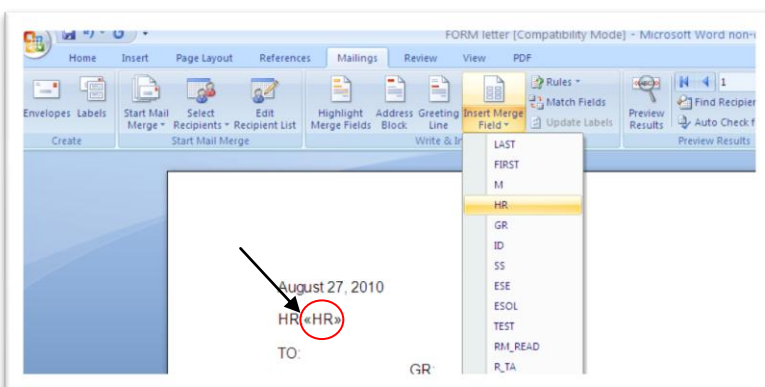 FORM letter [Compatibility Mode] - Microsoft Word non-
Home Insert Page Layout References Mailings Review View PDF
Envelopes Labels Start Mail Merge Select Recipients Edit Recipient List Highlight Merge Fields Address Block Greeting Line Insert Merge Field Rules Match Fields Update Labels Preview Results ABC 1 Find Recipien Auto Check f
Create Start Mail Merge Write & In Preview Results
LAST
FIRST
M
HR
GR
ID
SS
ESE
ESOL
TEST
RM_READ
R_TA
August 27, 2010
HR «HR»
TO:
GR: